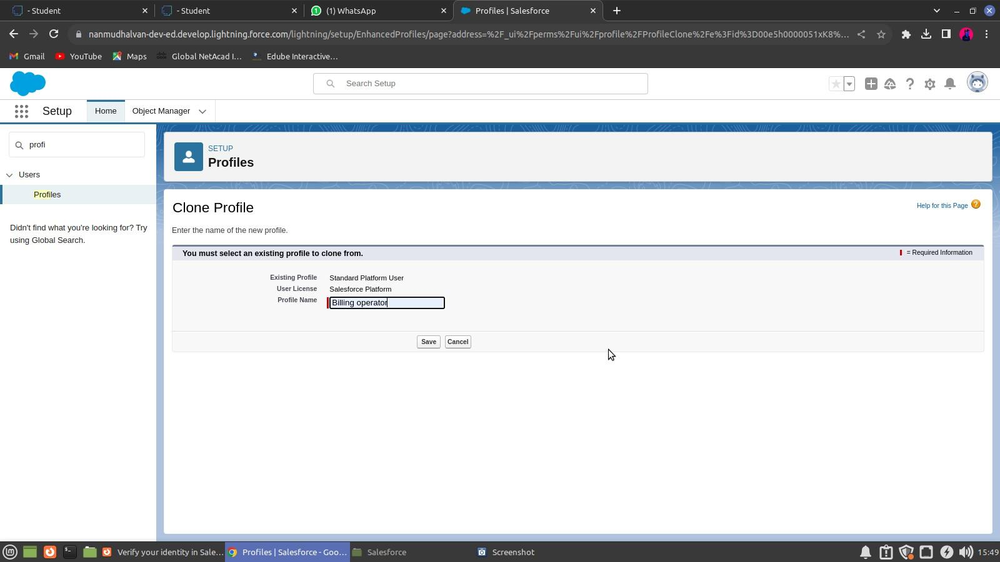 - Student
- Student
(1) WhatsApp
Profiles | Salesforce
nanmudhalvan-dev-ed.develop.lightning.force.com/lightning/setup/EnhancedProfiles/page?address=%2F_ui%2Fperms%2Fui%2Fprofile%2FProfileClone%2Fe%3Fid%3D00e5h0000051xK8%...
Gmail
YouTube
Maps
Global NetAcad I...
Edube Interactive...
Search Setup
Setup
Home
Object Manager
profi
SETUP
Profiles
Users
Profiles
Didn't find what you're looking for? Try
using Global Search.
Clone Profile
Help for this Page ?
Enter the name of the new profile.
You must select an existing profile to clone from.
= Required Information
Existing Profile Standard Platform User
User License Salesforce Platform
Profile Name Billing operator
Save
Cancel
Verify your identity in Sale...
Profiles | Salesforce - Goo...
Salesforce
Screenshot
15:49